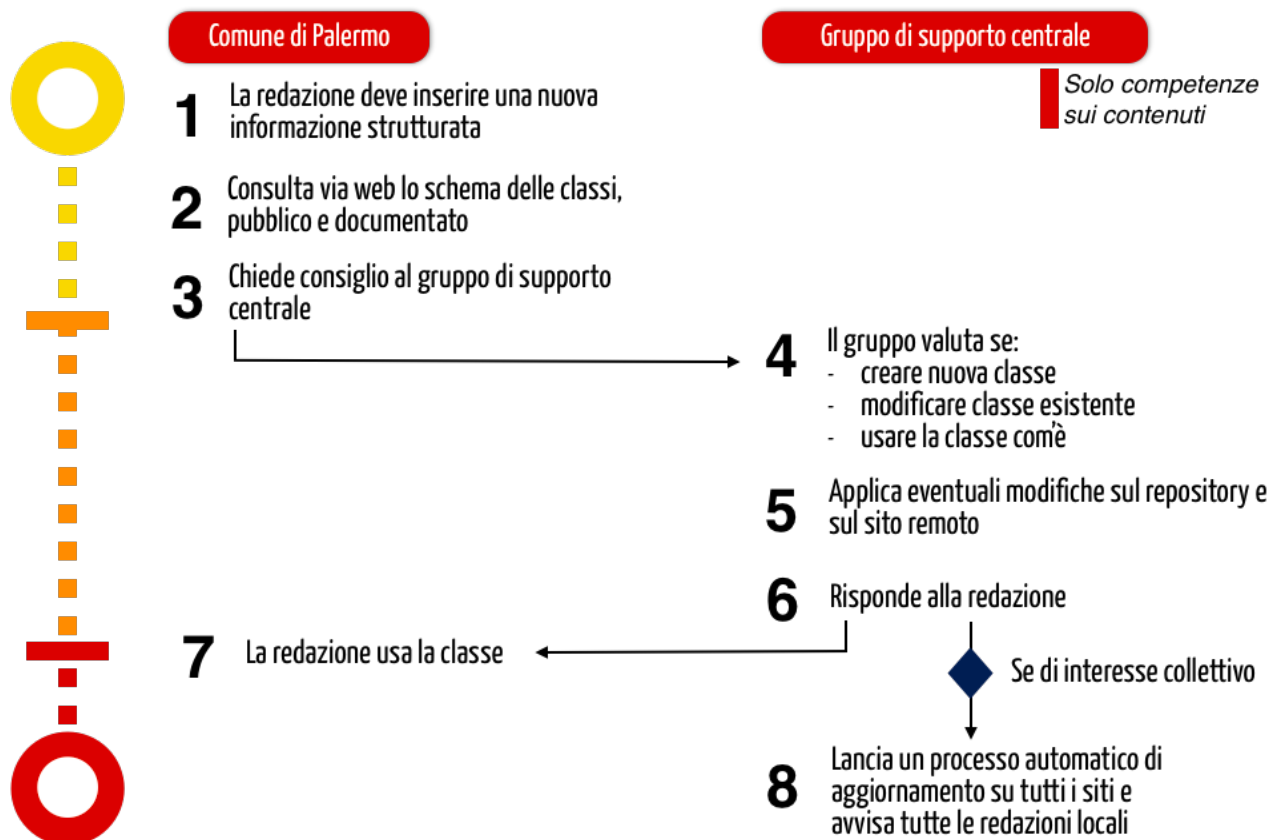 Comune di Palermo
Gruppo di supporto centrale
Solo competenze
sui contenuti
1
La redazione deve inserire una nuova
informazione strutturata
2
Consulta via web lo schema delle classi,
pubblico e documentato
3
Chiede consiglio al gruppo di supporto
centrale
4
Il gruppo valuta se:
- creare nuova classe
- modificare classe esistente
- usare la classe com'è
5
Applica eventuali modifiche sul repository e
sul sito remoto
6
Risponde alla redazione
7
La redazione usa la classe
Se di interesse collettivo
8
Lancia un processo automatico di
aggiornamento su tutti i siti e
avvisa tutte le redazioni locali